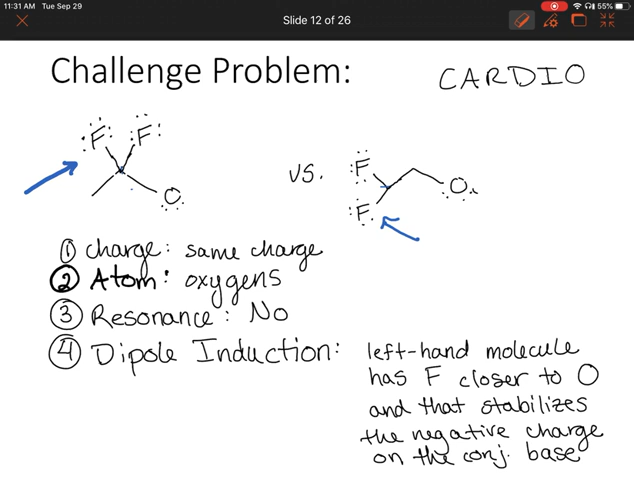 11:31 AM Tue Sep 29
55%
Slide 12 of 26
Challenge Problem:
CARDIO
F F
O
VS.
F
F
O
① Charge: same charge
② Atom: oxygens
③ Resonance: No
④ Dipole Induction: left-hand molecule
has F closer to O
and that stabilizes
the negative charge
on the conj. base